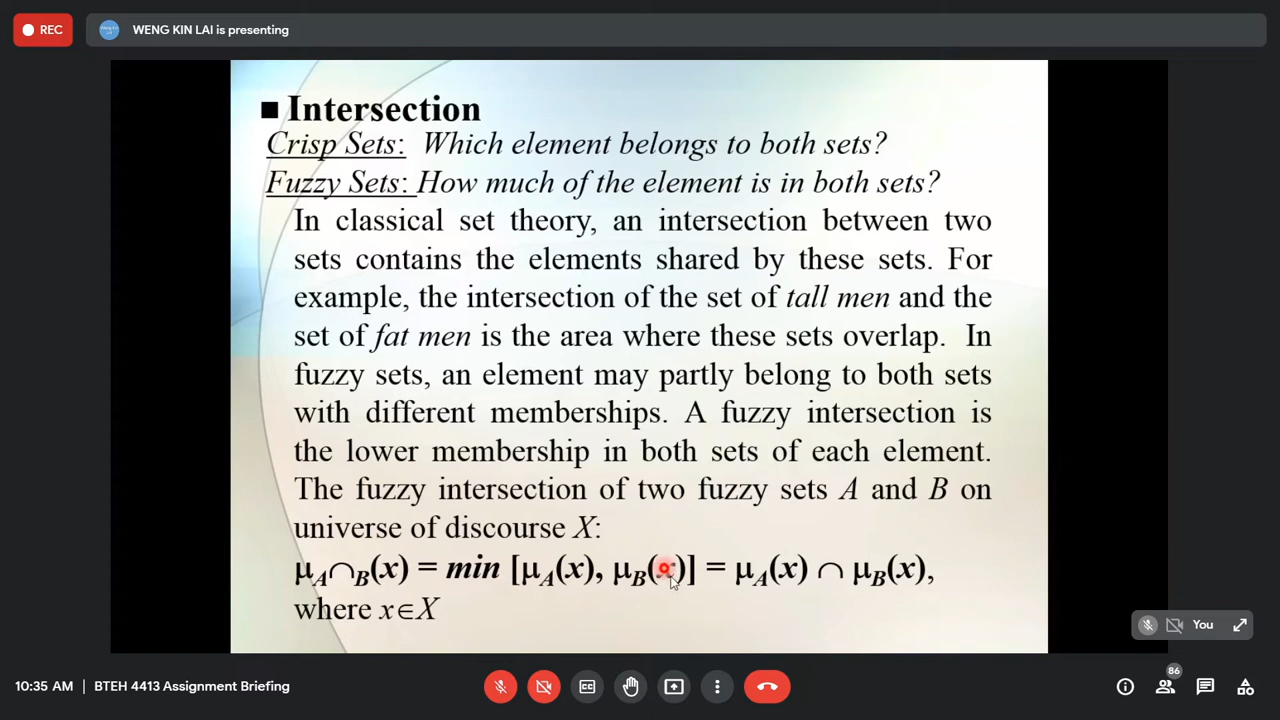 REC
WENG KIN LAI is presenting
■ Intersection
Crisp Sets: Which element belongs to both sets?
Fuzzy Sets: How much of the element is in both sets?
In classical set theory, an intersection between two
sets contains the elements shared by these sets. For
example, the intersection of the set of tall men and the
set of fat men is the area where these sets overlap. In
fuzzy sets, an element may partly belong to both sets
with different memberships. A fuzzy intersection is
the lower membership in both sets of each element.
The fuzzy intersection of two fuzzy sets A and B on
universe of discourse X:
μA∩B(x) = min [μA(x), μB(x)] = μA(x) ∩ μB(x),
where x∈X
You
10:35 AM | BTEH 4413 Assignment Briefing
86